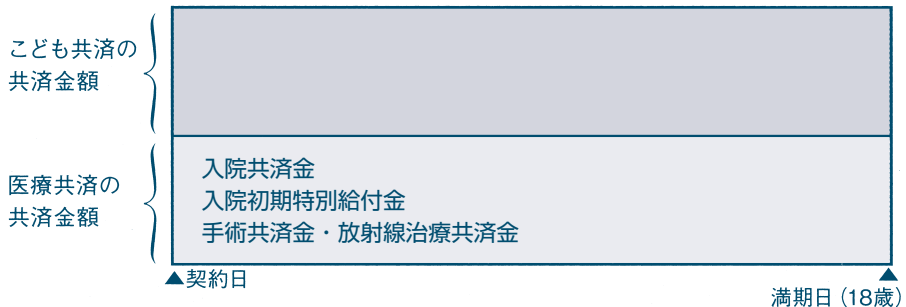 こども共済の
共済金額
医療共済の
共済金額
入院共済金
入院初期特別給付金
手術共済金・放射線治療共済金
▲契約日
▲
満期日（18歳）